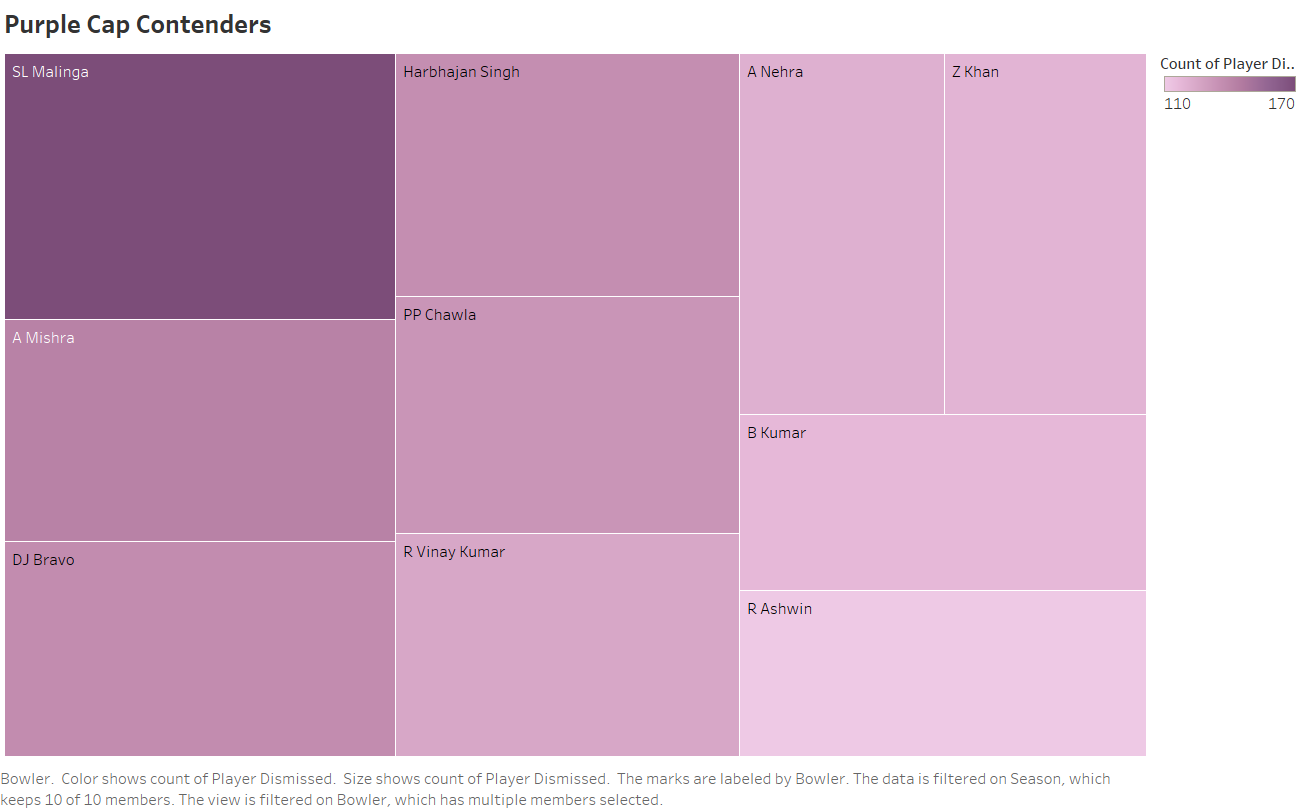 Purple Cap Contenders
SL Malinga
Harbhajan Singh
A Nehra
Z Khan
Count of Player Di..
110
170
PP Chawla
A Mishra
B Kumar
R Vinay Kumar
DJ Bravo
R Ashwin
Bowler.  Color shows count of Player Dismissed.  Size shows count of Player Dismissed.  The marks are labeled by Bowler. The data is filtered on Season, which
keeps 10 of 10 members. The view is filtered on Bowler, which has multiple members selected.